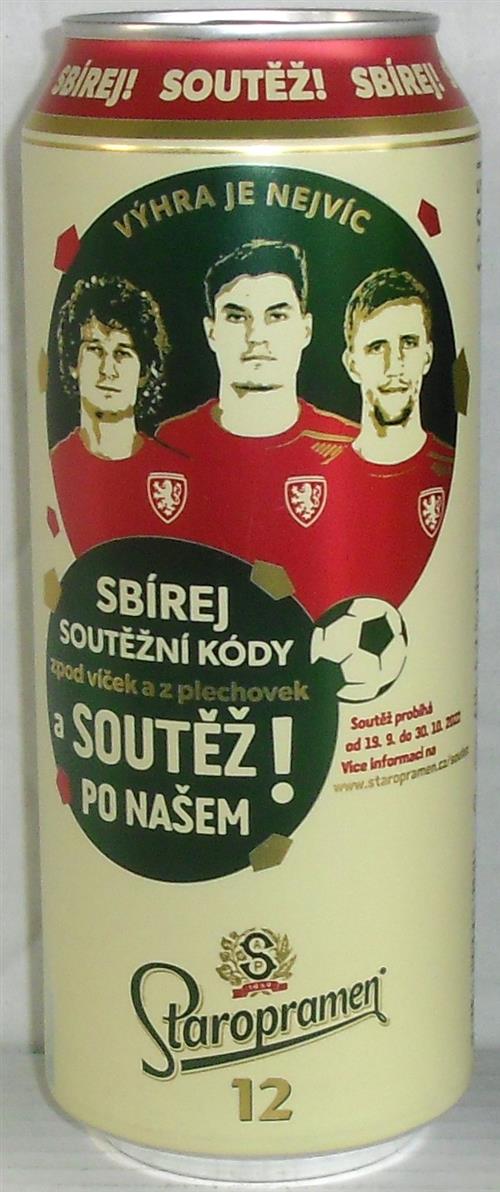 SBÍREJ! SOUTĚŽ! SBÍREJ!
VÝHRA JE NEJVÍC
SBÍREJ
SOUTĚŽNÍ KÓDY
zpod víček a z plechovek
a SOUTĚŽ!
PO NAŠEM
Soutěž probíhá
od 19. 9. do 30. 10. 2022
Více informací na
www.staropramen.cz/soutez
S
Staropramen
12